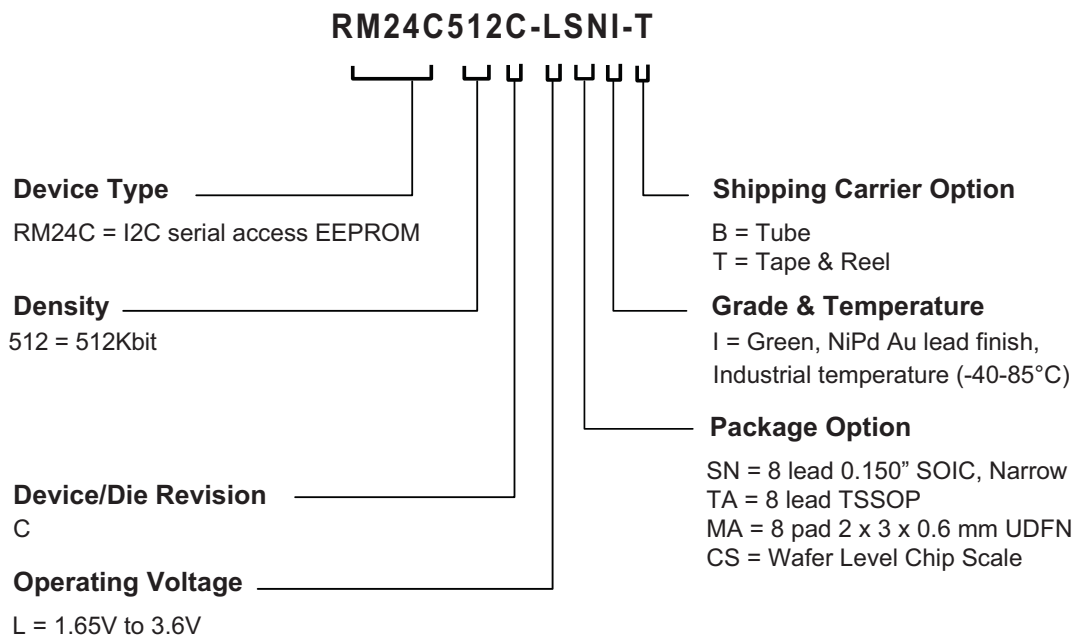 RM24C512C-LSNI-T
Device Type
RM24C = I2C serial access EEPROM
Density
512 = 512Kbit
Device/Die Revision
C
Operating Voltage
L = 1.65V to 3.6V
Shipping Carrier Option
B = Tube
T = Tape & Reel
Grade & Temperature
I = Green, NiPd Au lead finish,
Industrial temperature (-40-85°C)
Package Option
SN = 8 lead 0.150” SOIC, Narrow
TA = 8 lead TSSOP
MA = 8 pad 2 x 3 x 0.6 mm UDFN
CS = Wafer Level Chip Scale